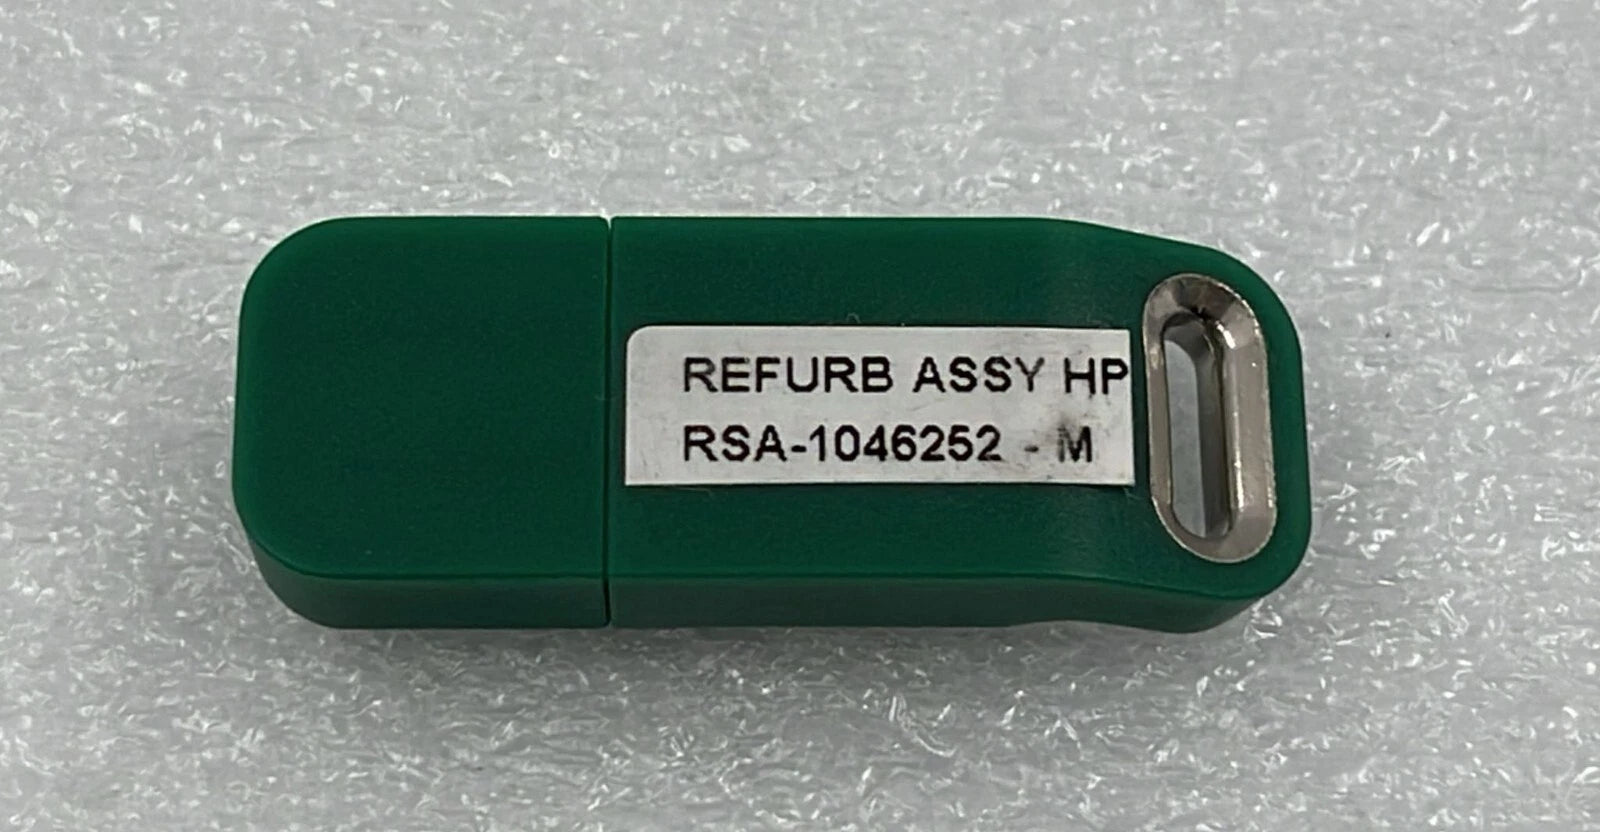 REFURB ASSY HP
RSA-1046252 - M